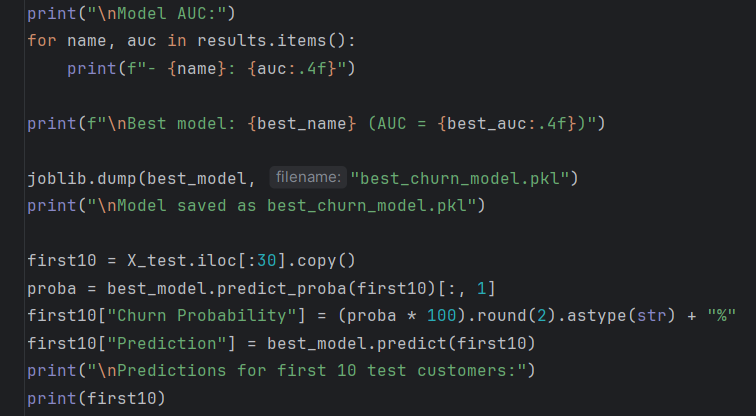 print("\nModel AUC:")
for name, auc in results.items():
    print(f"- {name}: {auc:.4f}")
print(f"\nBest model: {best_name} (AUC = {best_auc:.4f})")
joblib.dump(best_model, filename: "best_churn_model.pkl")
print("\nModel saved as best_churn_model.pkl")
first10 = X_test.iloc[:30].copy()
proba = best_model.predict_proba(first10)[:, 1]
first10["Churn Probability"] = (proba * 100).round(2).astype(str) + "%"
first10["Prediction"] = best_model.predict(first10)
print("\nPredictions for first 10 test customers:")
print(first10)